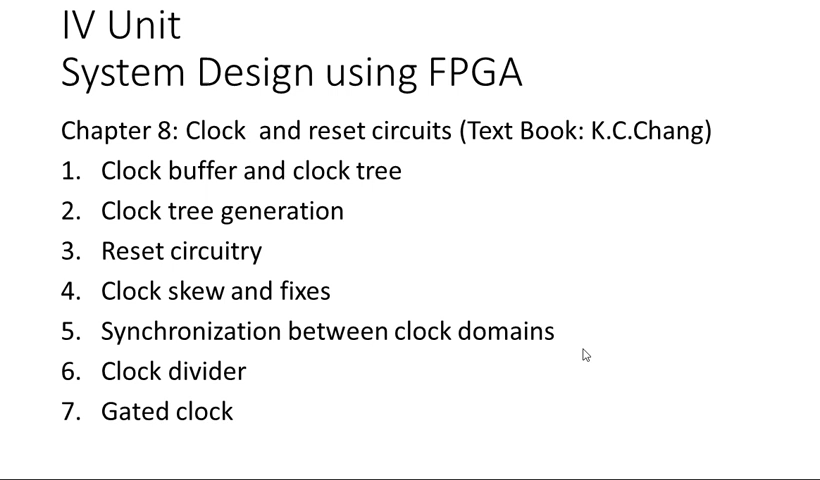 IV Unit
System Design using FPGA
Chapter 8: Clock  and reset circuits (Text Book: K.C.Chang)
1. Clock buffer and clock tree
2. Clock tree generation
3. Reset circuitry
4. Clock skew and fixes
5. Synchronization between clock domains
6. Clock divider
7. Gated clock